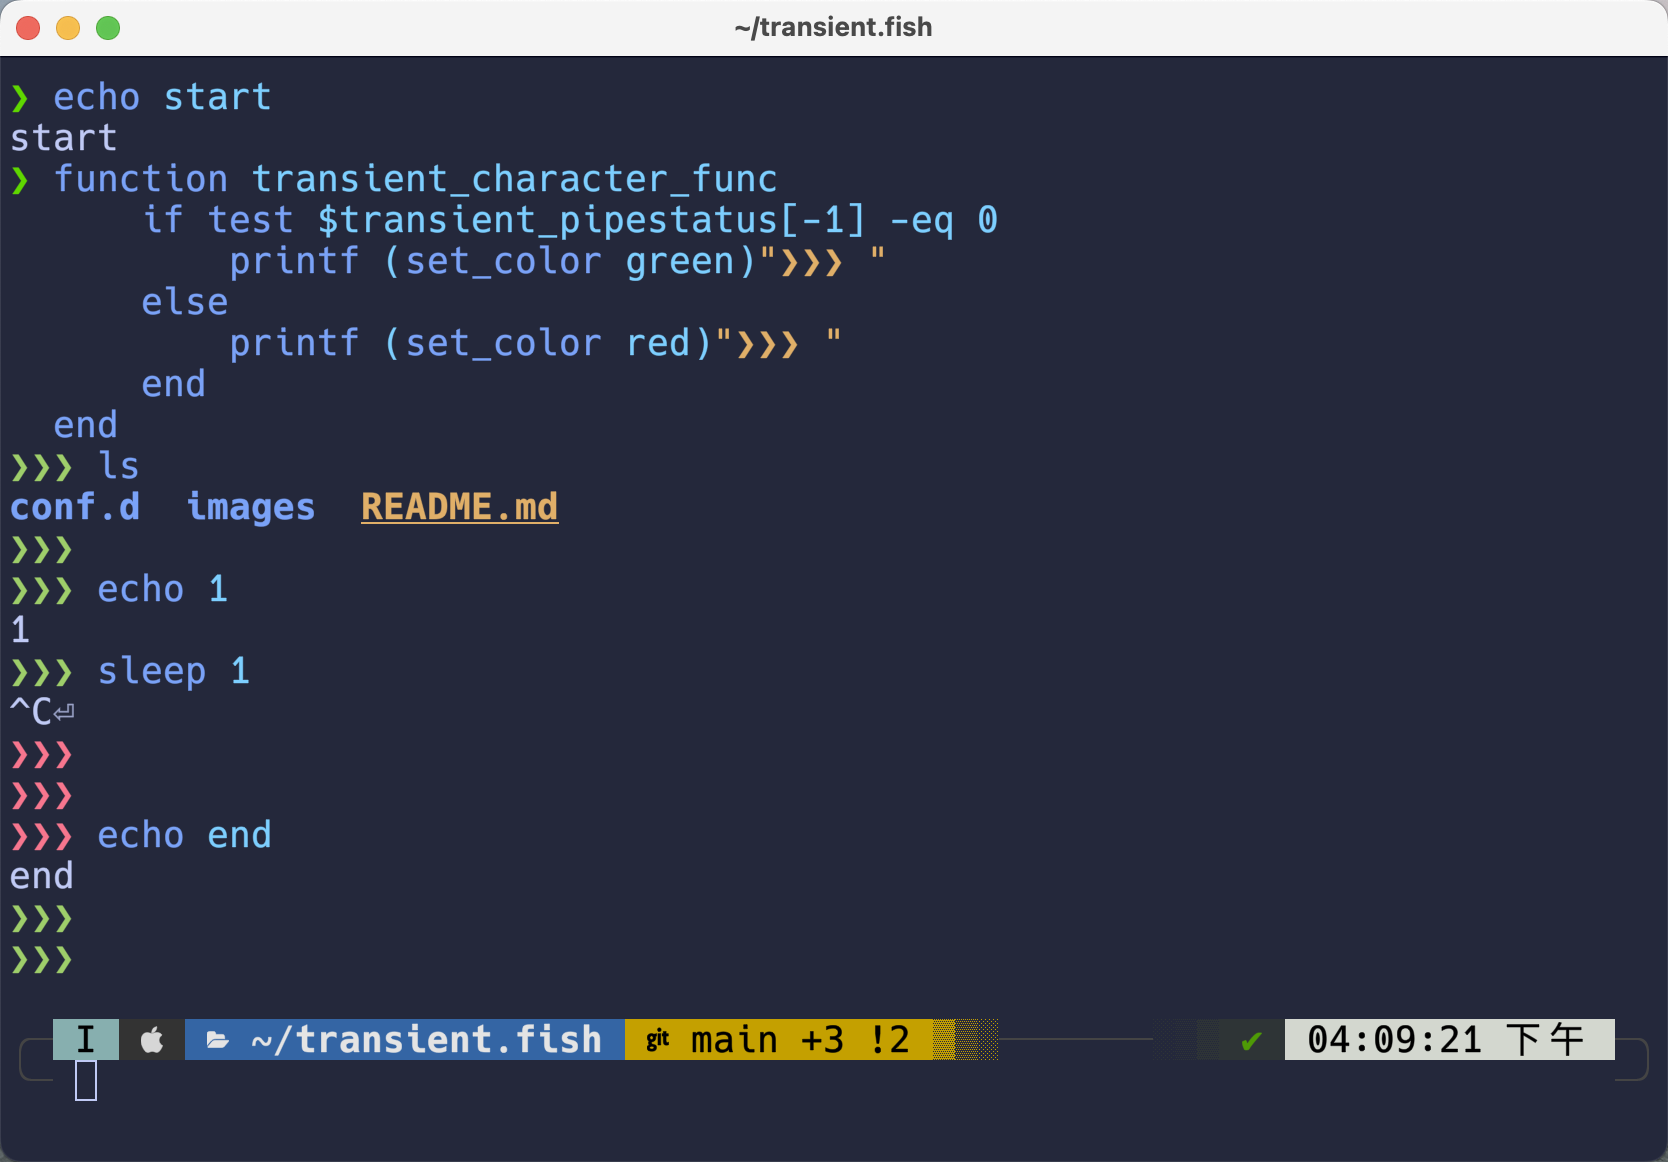 ~/transient.fish
❯ echo start
start
❯ function transient_character_func
      if test $transient_pipestatus[-1] -eq 0
          printf (set_color green)"❯❯❯ "
      else
          printf (set_color red)"❯❯❯ "
      end
  end
❯❯❯ ls
conf.d  images  README.md
❯❯❯
❯❯❯ echo 1
1
❯❯❯ sleep 1
^C⏎
❯❯❯
❯❯❯
❯❯❯ echo end
end
❯❯❯
❯❯❯
I ~/transient.fish git main +3 !2 ✔ 04:09:21 下午